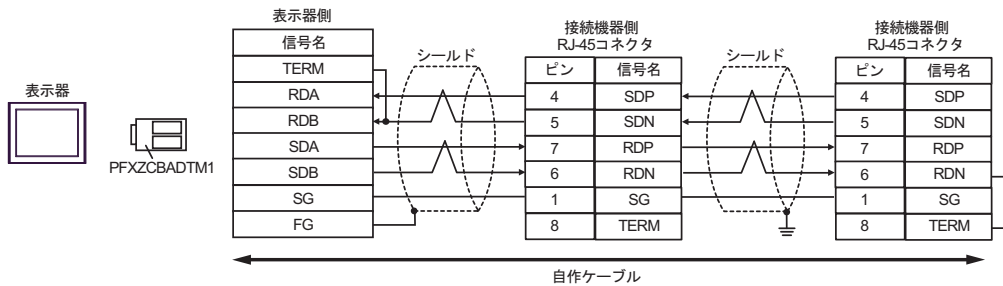 表示器
PFXZCBADTM1
表示器側
信号名
TERM
RDA
RDB
SDA
SDB
SG
FG
シールド
接続機器側
RJ-45コネクタ
ピン 信号名
4 SDP
5 SDN
7 RDP
6 RDN
1 SG
8 TERM
シールド
接続機器側
RJ-45コネクタ
ピン 信号名
4 SDP
5 SDN
7 RDP
6 RDN
1 SG
8 TERM
自作ケーブル